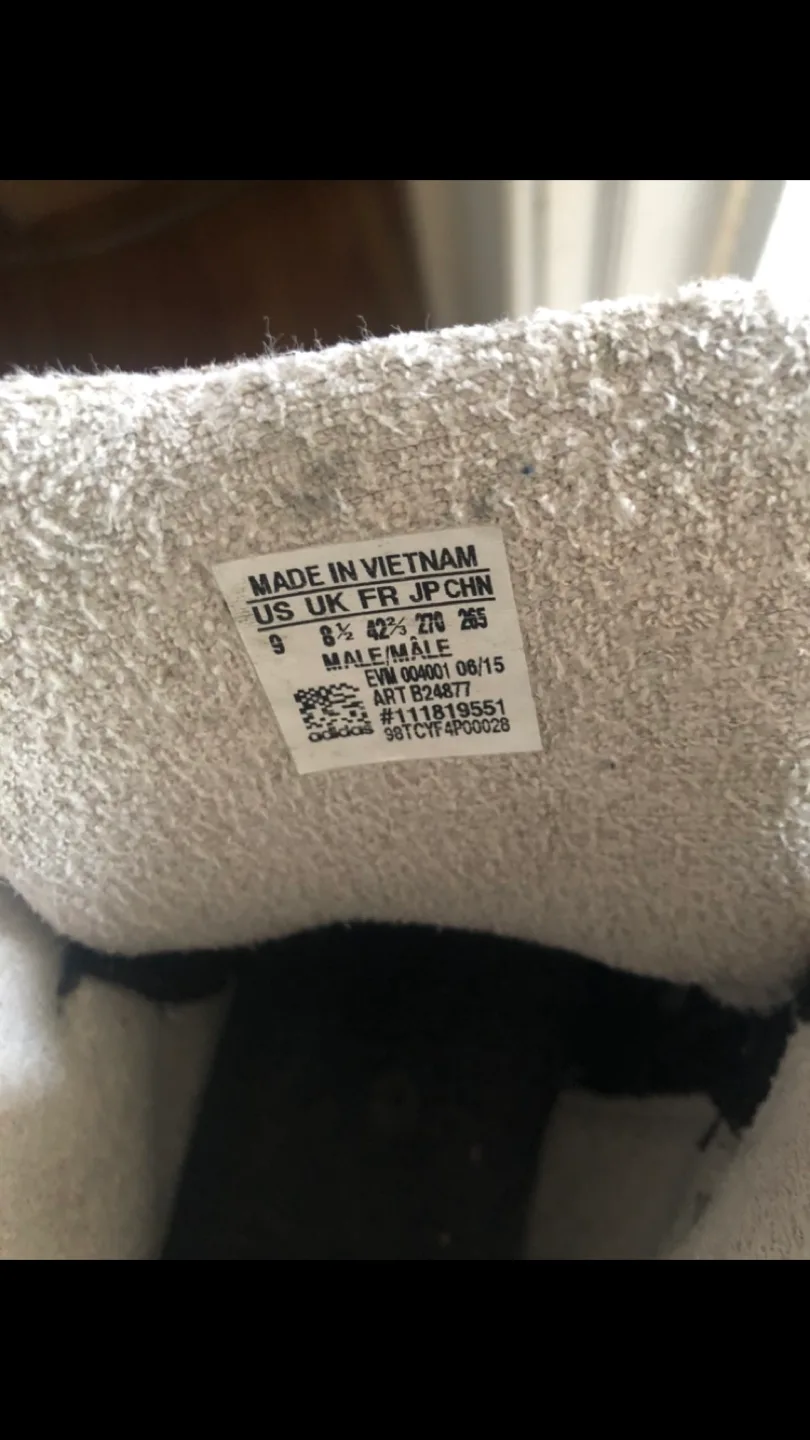 MADE IN VIETNAM
US UK FR JP CHN
9 8½ 42⅔ 270 265
MALE/MÂLE
EVM 004001 06/15
ART B24877
#111819551
adidas 98TCYF4P00028